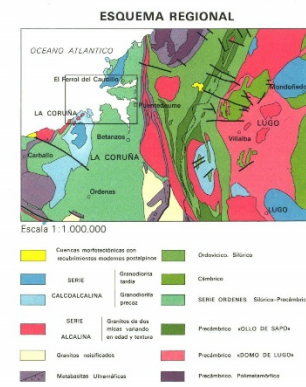 ESQUEMA REGIONAL
OCEANO ATLANTICO
El Ferrol del Caudillo
Mondoñedo
LA CORUÑA
Puentedeume
LUGO
Betanzos
Villalba
Carballo
LA CORUÑA
Ordenes
LUGO
Escala 1:1.000.000
Cuencas morfotectónicas con recubrimientos modernos postalpinos
Ordovícico. Silúrico
SERIE CALCOALCALINA
Granodiorita tardía
Granodiorita precoz
Cámbrico
SERIE ORDENES Silúrico-Precámbrico
SERIE ALCALINA
Granitos de dos micas variando en edad y textura
Precámbrico «OLLO DE SAPO»
Granitos neisificados
Precámbrico «DOMO DE LUGO»
Metabasitas Ultramáficas
Precámbrico. Polimetamórfico